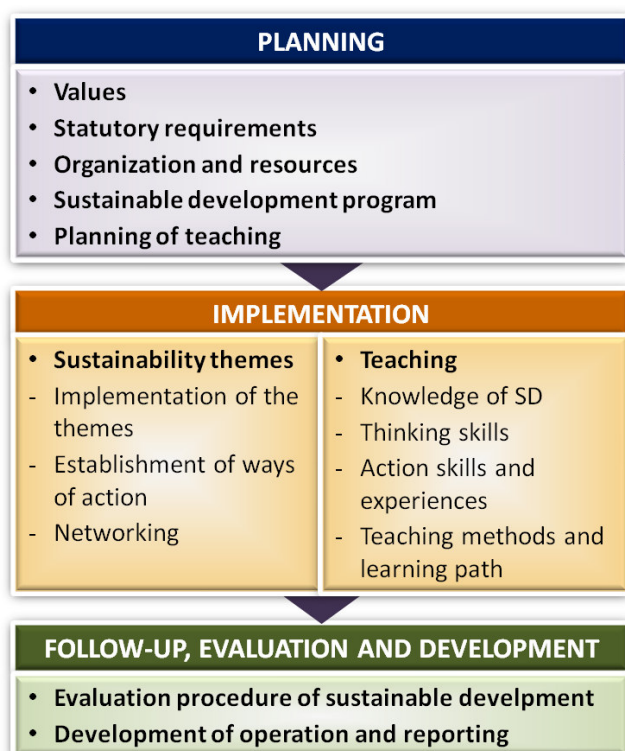 PLANNING
• Values
• Statutory requirements
• Organization and resources
• Sustainable development program
• Planning of teaching
IMPLEMENTATION
• Sustainability themes
- Implementation of the
themes
- Establishment of ways
of action
- Networking
• Teaching
- Knowledge of SD
- Thinking skills
- Action skills and
experiences
- Teaching methods and
learning path
FOLLOW-UP, EVALUATION AND DEVELOPMENT
• Evaluation procedure of sustainable develpment
• Development of operation and reporting